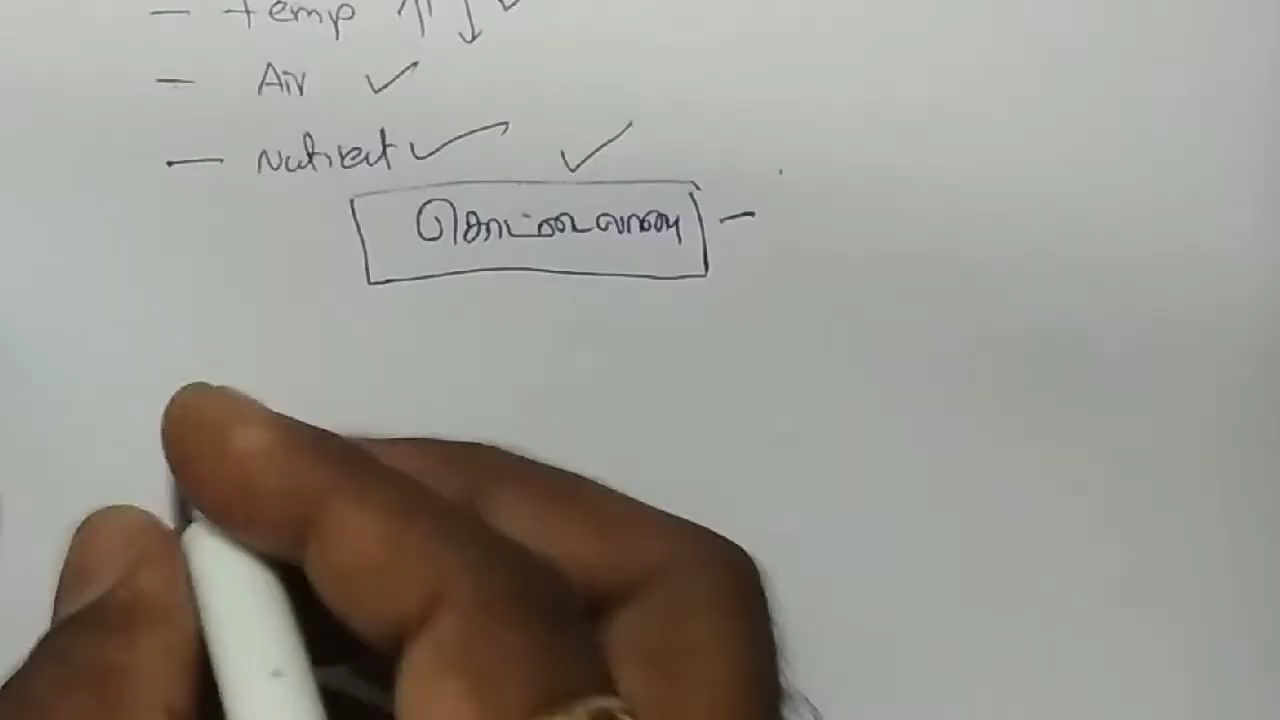 - Temp ↑↑ ↓ ✓
- Air ✓
- Nutrient ✓ ✓
கொட்டைவாழை -